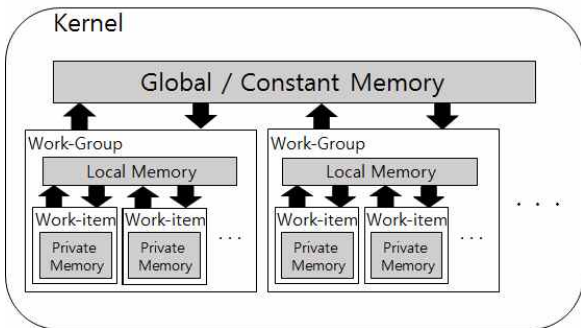 Kernel
Global / Constant Memory
Work-Group
Local Memory
Work-item
Private
Memory
Work-item
Private
Memory
. . .
Work-Group
Local Memory
Work-item
Private
Memory
Work-item
Private
Memory
. . .
. . .